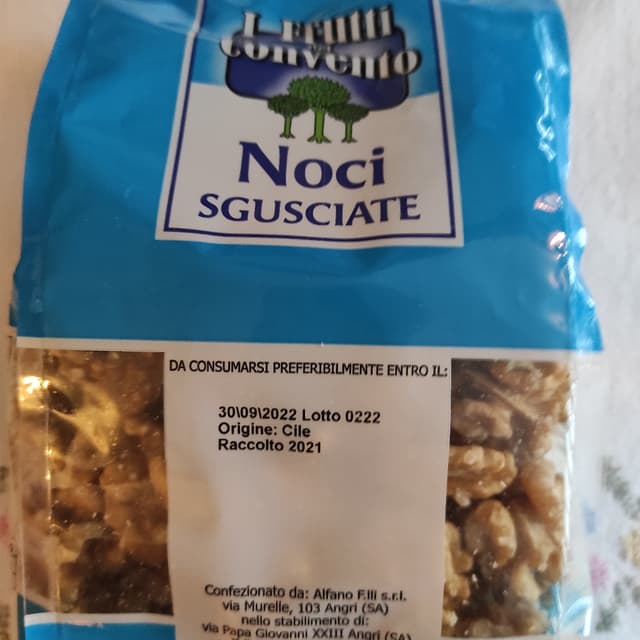 I Frutti
del
convento
Noci
SGUSCIATE
DA CONSUMARSI PREFERIBILMENTE ENTRO IL:
30\09\2022 Lotto 0222
Origine: Cile
Raccolto 2021
Confezionato da: Alfano F.lli s.r.l.
via Murelle, 103 Angri (SA)
nello stabilimento di:
via Papa Giovanni XXIII Angri (SA)